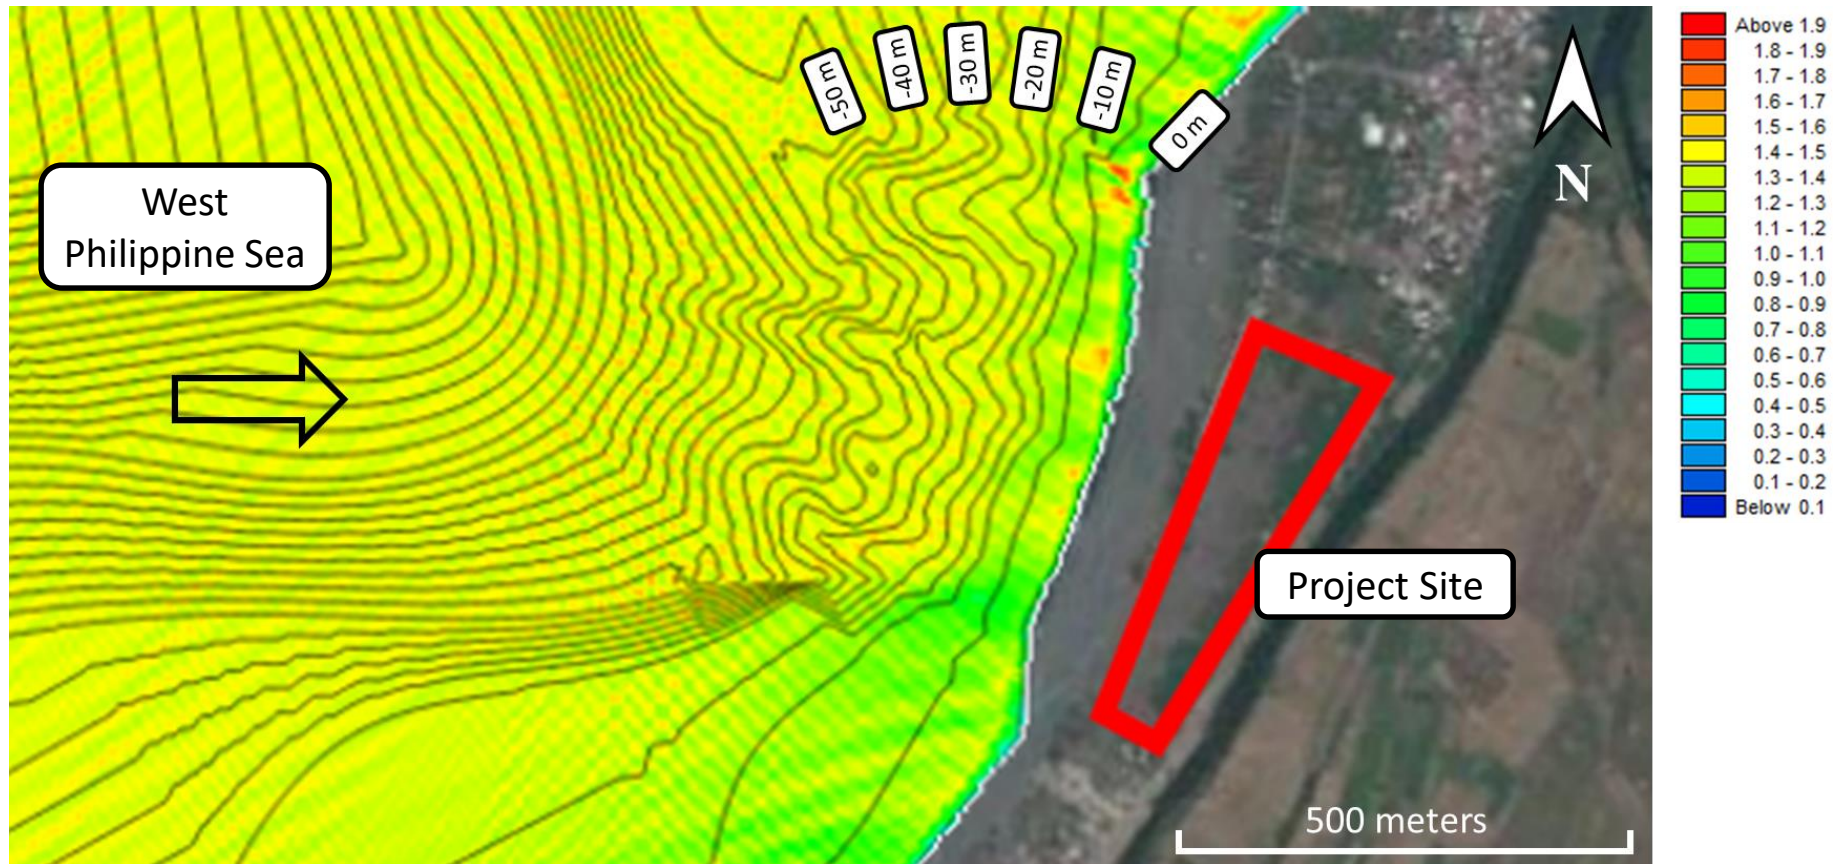 -50 m
-40 m
-30 m
-20 m
-10 m
0 m
West
Philippine Sea
N
Project Site
500 meters
Above 1.9
1.8 - 1.9
1.7 - 1.8
1.6 - 1.7
1.5 - 1.6
1.4 - 1.5
1.3 - 1.4
1.2 - 1.3
1.1 - 1.2
1.0 - 1.1
0.9 - 1.0
0.8 - 0.9
0.7 - 0.8
0.6 - 0.7
0.5 - 0.6
0.4 - 0.5
0.3 - 0.4
0.2 - 0.3
0.1 - 0.2
Below 0.1